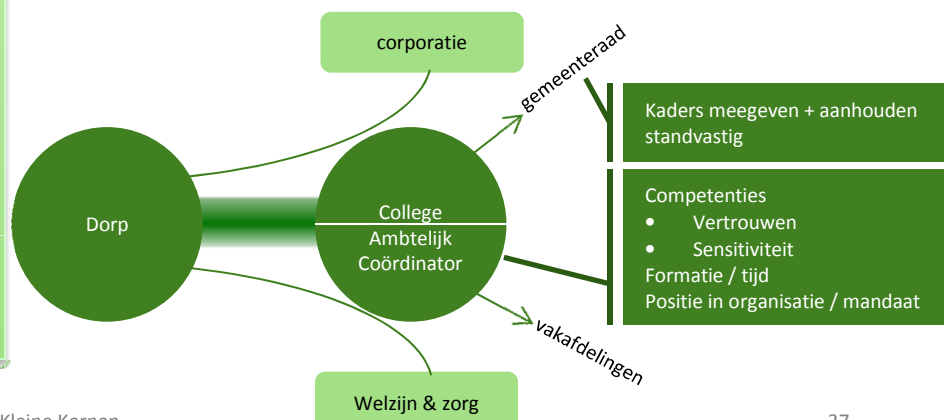 corporatie
gemeenteraad
Kaders meegeven + aanhouden
standvastig
Dorp
College
Ambtelijk
Coördinator
Competenties
• Vertrouwen
• Sensitiviteit
Formatie / tijd
Positie in organisatie / mandaat
vakafdelingen
Welzijn & zorg